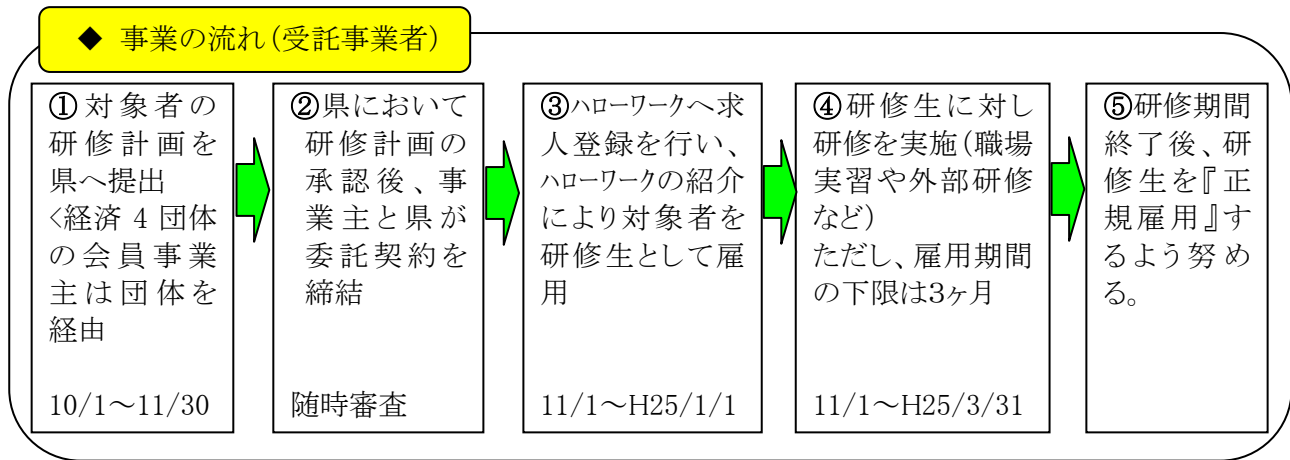 ◆ 事業の流れ(受託事業者)
①対象者の
研修計画を
県へ提出
<経済4団体
の会員事業
主は団体を
経由
10/1～11/30
②県において
研修計画の
承認後、事
業主と県が
委託契約を
締結
随時審査
③ﾊﾛｰﾜｰｸへ求
人登録を行い、
ﾊﾛｰﾜｰｸの紹介
により対象者を
研修生として雇
用
11/1～H25/1/1
④研修生に対し
研修を実施(職場
実習や外部研修
など)
ただし、雇用期間
の下限は3ヶ月
11/1～H25/3/31
⑤研修期間
終了後、研
修生を『正
規雇用』す
るよう努め
る。